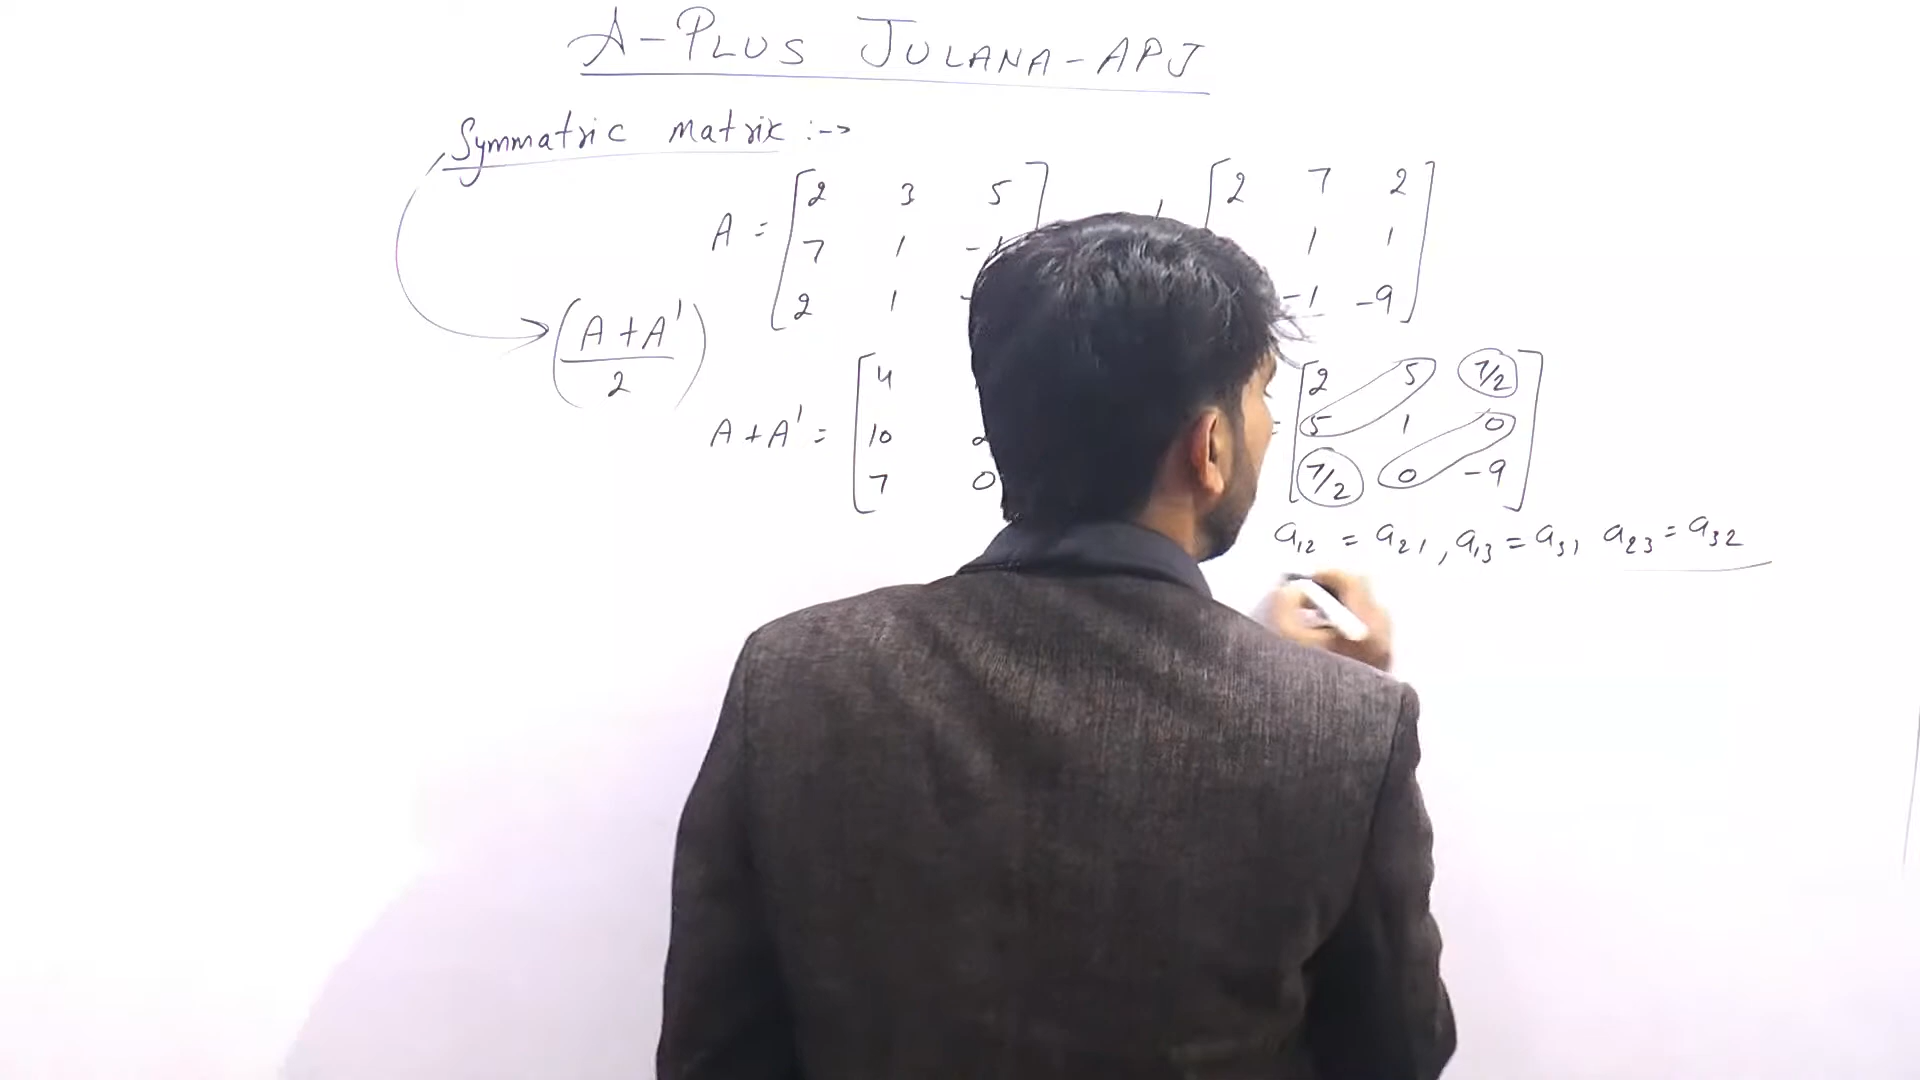 A-PLUS JULANA-APJ
Symmatric matrix :->
2 3 5 2 7 2
A = 7 1 1 1
2 1 -1 -9
(A+A'/2)
4 2 5 7/2
A+A' = 10 = 5 1 0
7 0 7/2 0 -9
a12 = a21, a13 = a31 a23 = a32